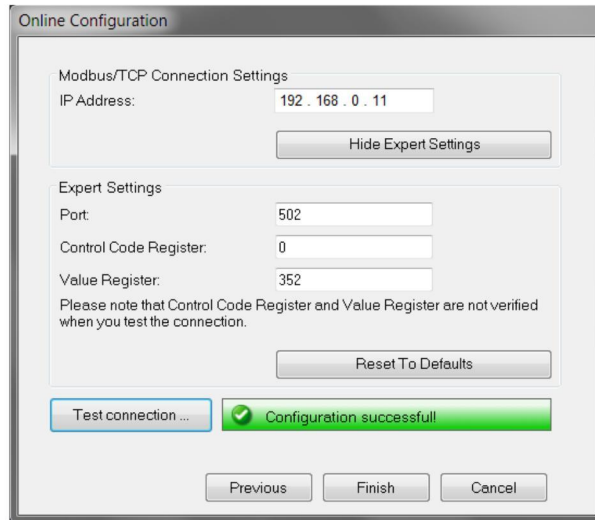 Online Configuration
Modbus/TCP Connection Settings
IP Address: 192 . 168 . 0 . 11
Hide Expert Settings
Expert Settings
Port: 502
Control Code Register: 0
Value Register: 352
Please note that Control Code Register and Value Register are not verified
when you test the connection.
Reset To Defaults
Test connection ... Configuration successful!
Previous Finish Cancel